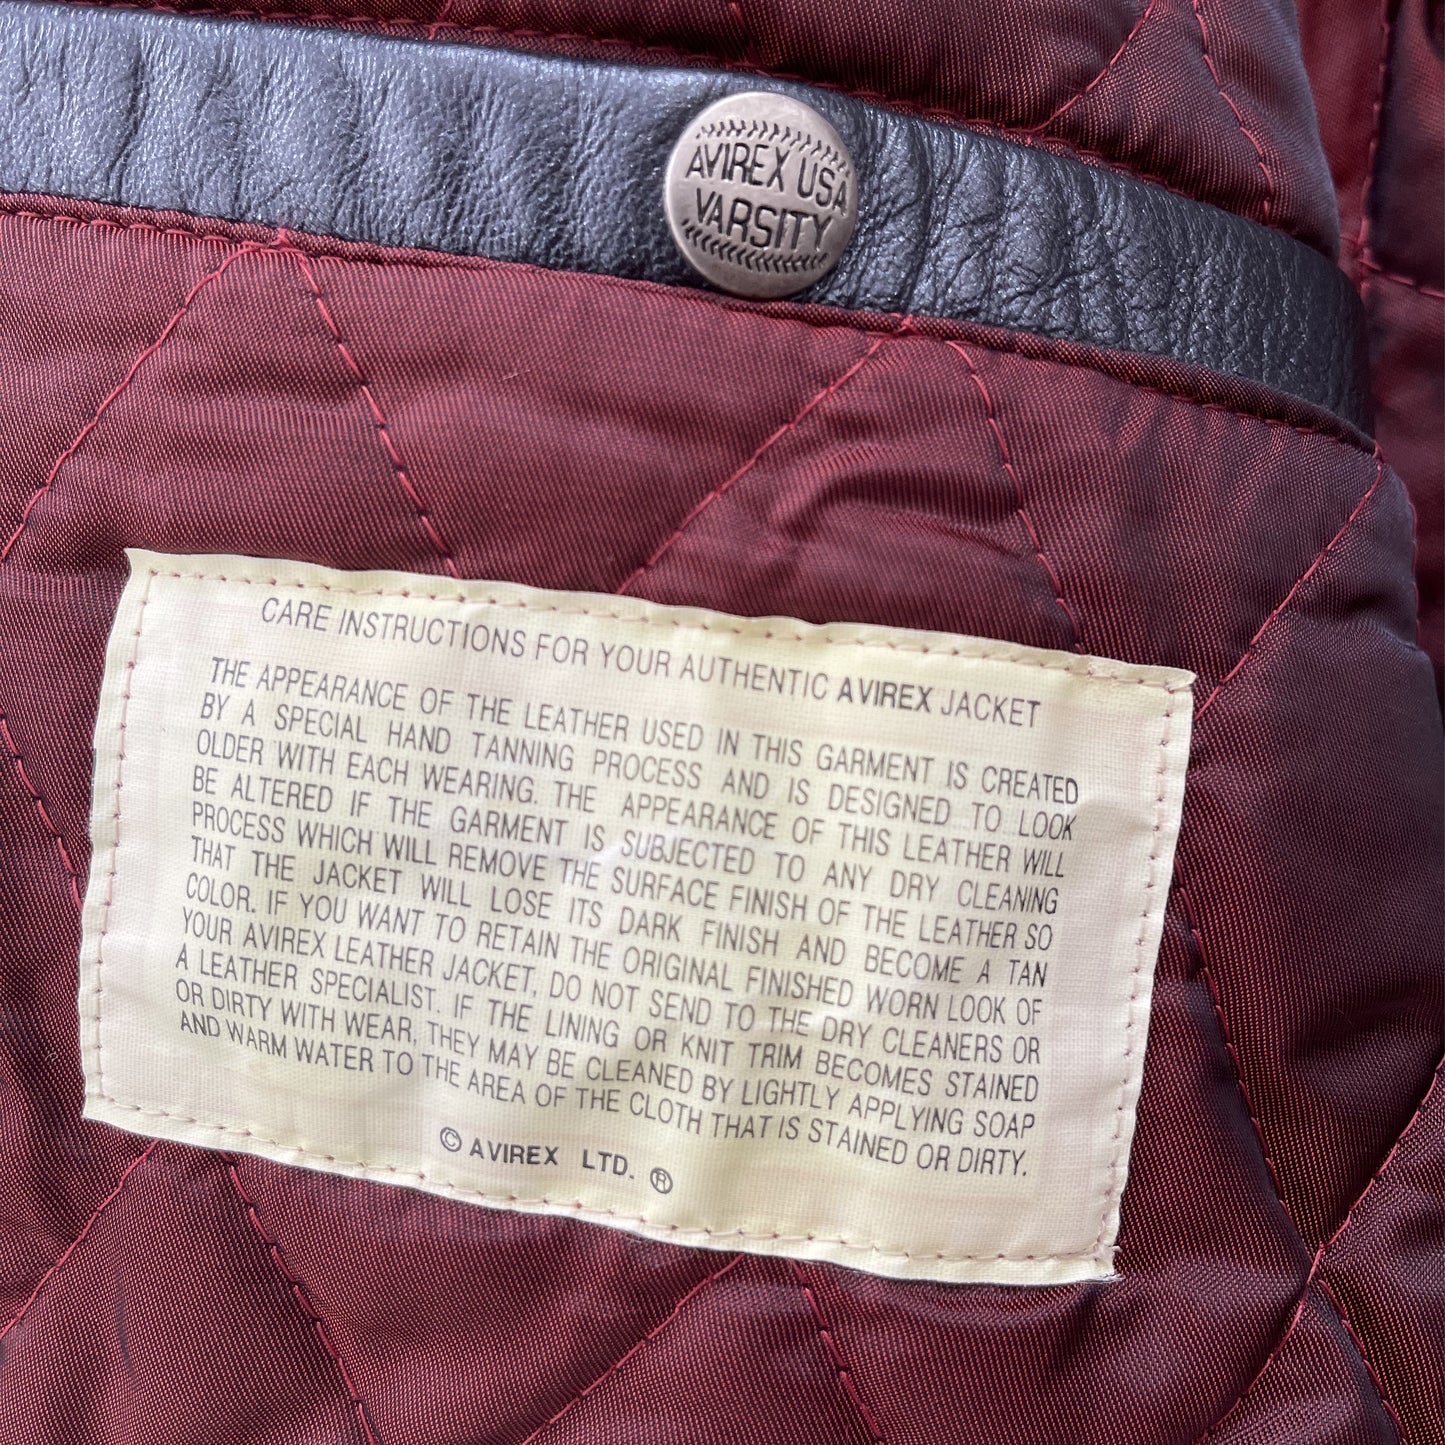 AVIREX USA
VARSITY
CARE INSTRUCTIONS FOR YOUR AUTHENTIC AVIREX JACKET
THE APPEARANCE OF THE LEATHER USED IN THIS GARMENT IS CREATED
BY A SPECIAL HAND TANNING PROCESS AND IS DESIGNED TO LOOK
OLDER WITH EACH WEARING. THE APPEARANCE OF THIS LEATHER WILL
BE ALTERED IF THE GARMENT IS SUBJECTED TO ANY DRY CLEANING
PROCESS WHICH WILL REMOVE THE SURFACE FINISH OF THE LEATHER SO
THAT THE JACKET WILL LOSE ITS DARK FINISH AND BECOME A TAN
COLOR. IF YOU WANT TO RETAIN THE ORIGINAL FINISHED WORN LOOK OF
YOUR AVIREX LEATHER JACKET, DO NOT SEND TO THE DRY CLEANERS OR
A LEATHER SPECIALIST. IF THE LINING OR KNIT TRIM BECOMES STAINED
OR DIRTY WITH WEAR, THEY MAY BE CLEANED BY LIGHTLY APPLYING SOAP
AND WARM WATER TO THE AREA OF THE CLOTH THAT IS STAINED OR DIRTY.
© AVIREX LTD. ®